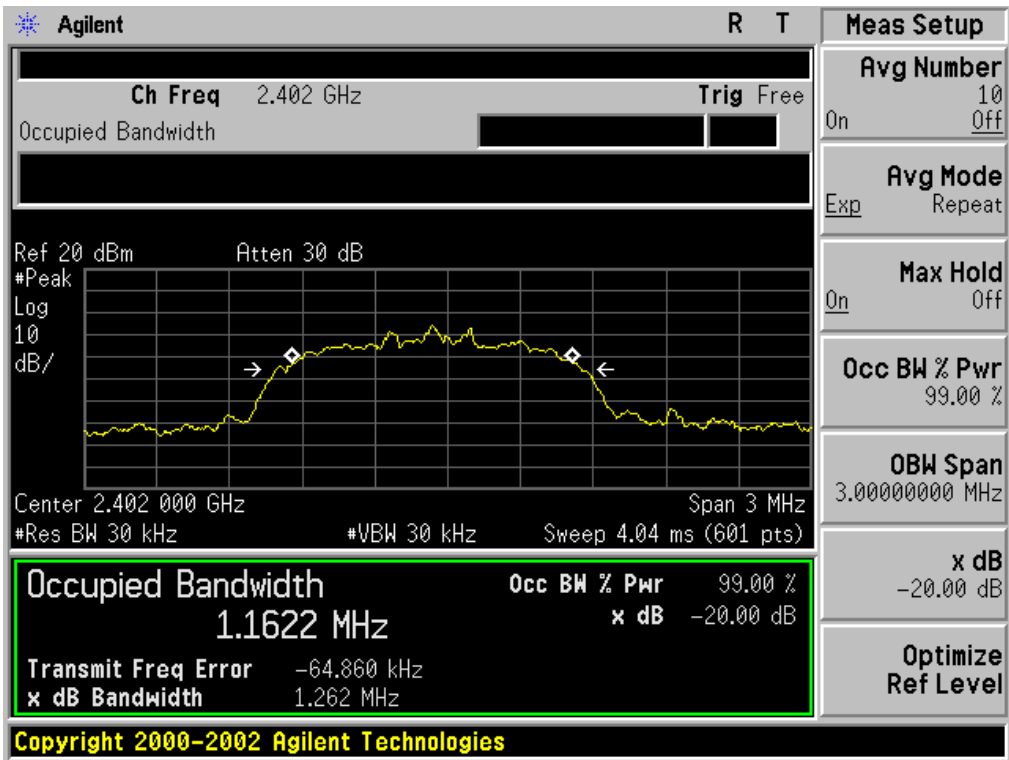 Agilent R T
Ch Freq 2.402 GHz Trig Free
Occupied Bandwidth
Ref 20 dBm Atten 30 dB
#Peak
Log
10
dB/
Center 2.402 000 GHz Span 3 MHz
#Res BW 30 kHz #VBW 30 kHz Sweep 4.04 ms (601 pts)
Occupied Bandwidth Occ BW % Pwr 99.00 %
1.1622 MHz x dB -20.00 dB
Transmit Freq Error -64.860 kHz
x dB Bandwidth 1.262 MHz
Copyright 2000-2002 Agilent Technologies
Meas Setup
Avg Number
10
On Off
Avg Mode
Exp Repeat
Max Hold
On Off
Occ BW % Pwr
99.00 %
OBW Span
3.00000000 MHz
x dB
-20.00 dB
Optimize
Ref Level